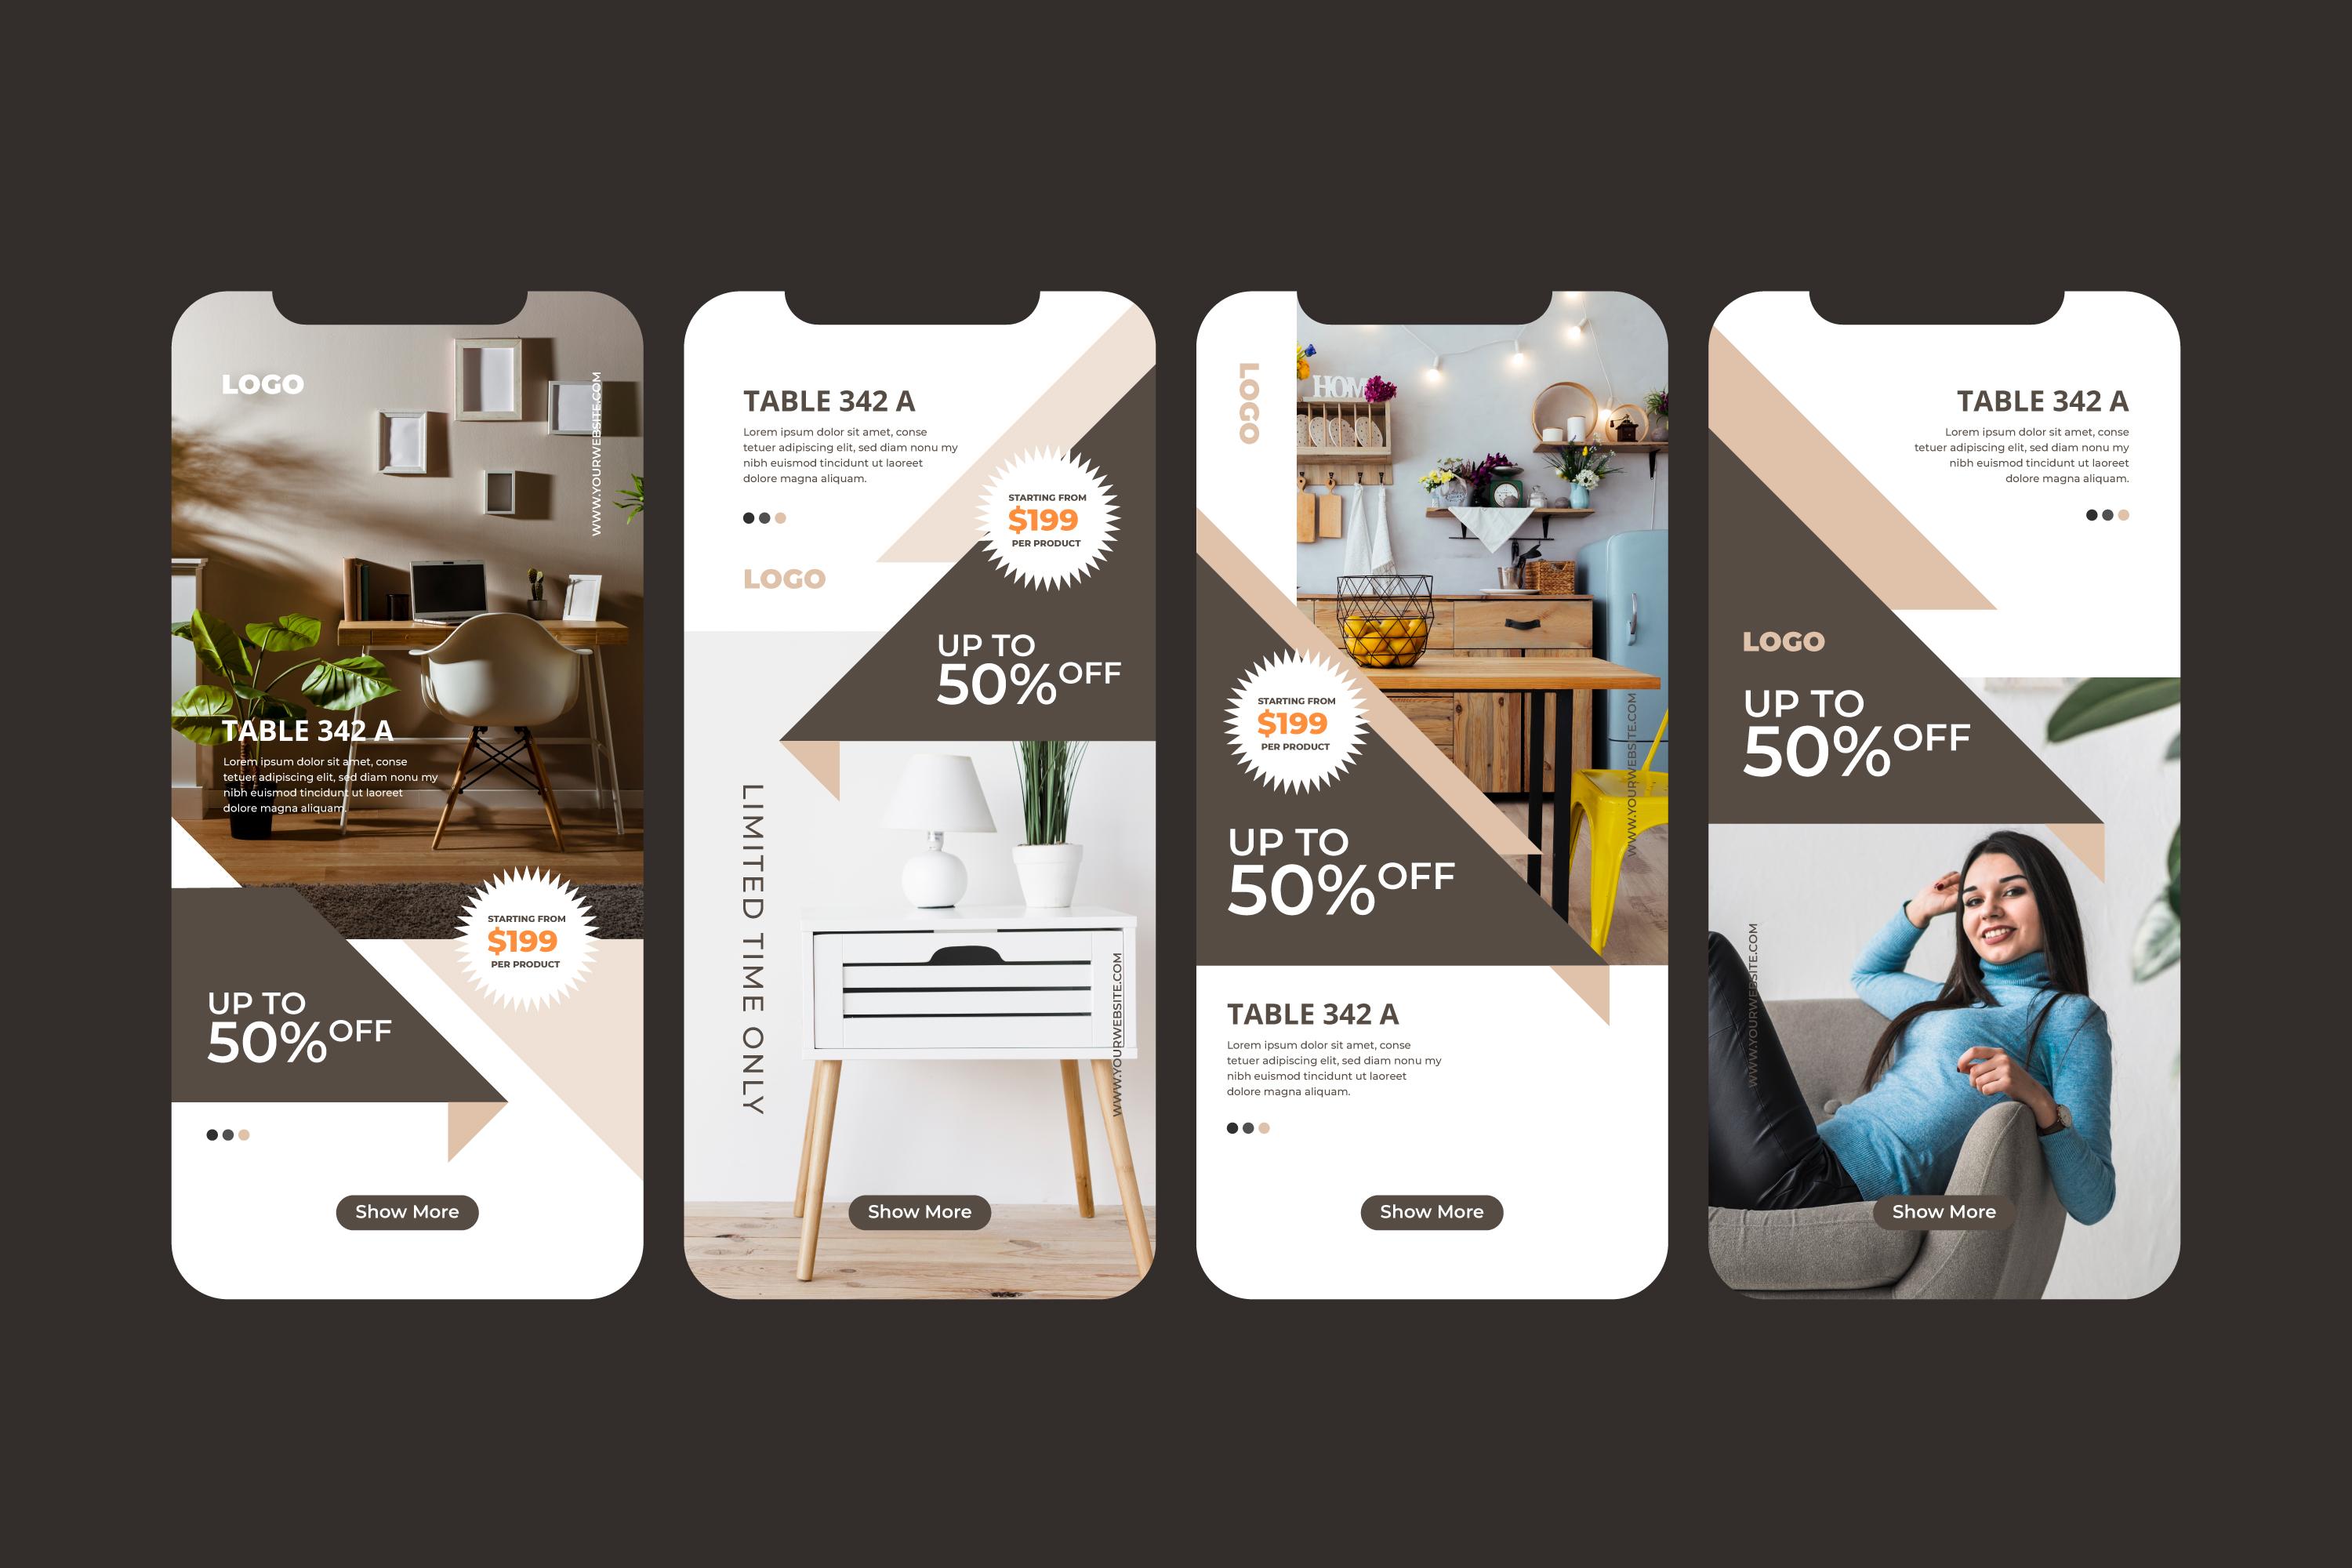 LOGO
WWW.YOURWEBSITE.COM
TABLE 342 A
Lorem ipsum dolor sit amet, conse
tetuer adipiscing elit, sed diam nonu my
nibh euismod tincidunt ut laoreet
dolore magna aliquam.
STARTING FROM
$199
PER PRODUCT
UP TO
50% OFF
Show More
TABLE 342 A
Lorem ipsum dolor sit amet, conse
tetuer adipiscing elit, sed diam nonu my
nibh euismod tincidunt ut laoreet
dolore magna aliquam.
STARTING FROM
$199
PER PRODUCT
LOGO
UP TO
50% OFF
LIMITED TIME ONLY
WWW.YOURWEBSITE.COM
Show More
LOGO
HOM
STARTING FROM
$199
PER PRODUCT
WWW.YOURWEBSITE.COM
UP TO
50% OFF
TABLE 342 A
Lorem ipsum dolor sit amet, conse
tetuer adipiscing elit, sed diam nonu my
nibh euismod tincidunt ut laoreet
dolore magna aliquam.
Show More
TABLE 342 A
Lorem ipsum dolor sit amet, conse
tetuer adipiscing elit, sed diam nonu my
nibh euismod tincidunt ut laoreet
dolore magna aliquam.
LOGO
UP TO
50% OFF
WWW.YOURWEBSITE.COM
Show More